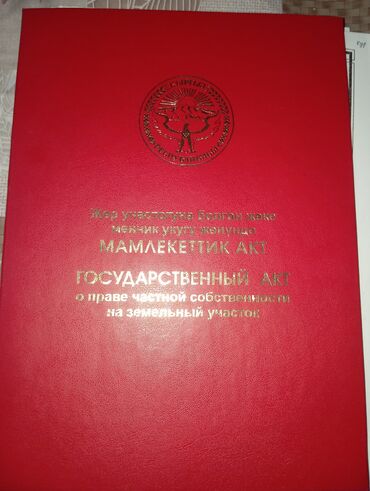 Жер участогуна болгон жеке
менчик укугу жөнүндө
МАМЛЕКЕТТИК АКТ
ГОСУДАРСТВЕННЫЙ АКТ
о праве частной собственности
на земельный участок